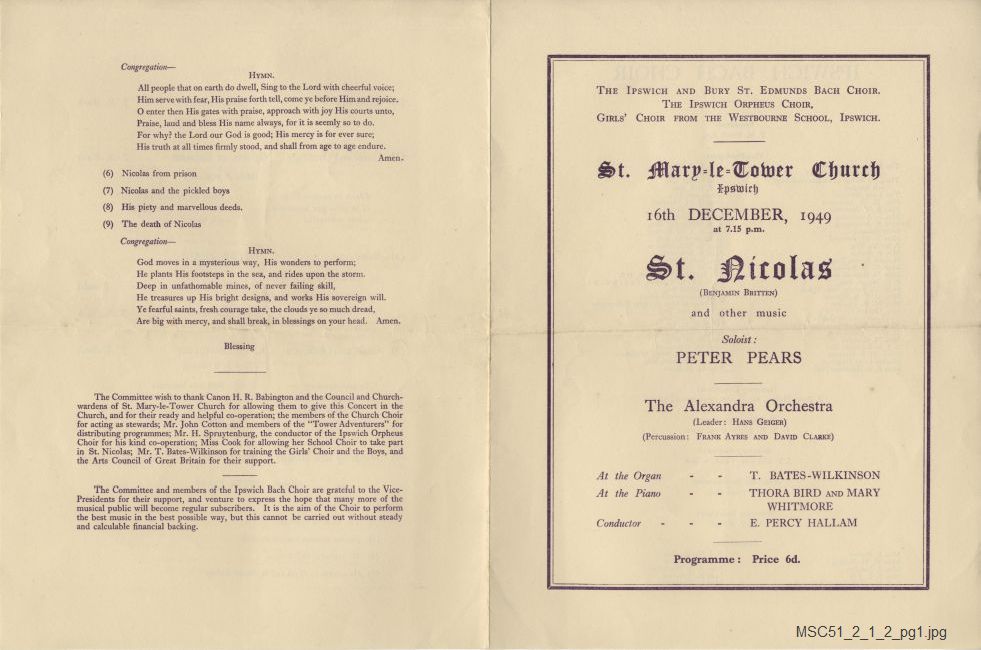 Congregation—
HYMN.
All people that on earth do dwell, Sing to the Lord with cheerful voice;
Him serve with fear, His praise forth tell, come ye before Him and rejoice.
O enter then His gates with praise, approach with joy His courts unto,
Praise, laud and bless His name always, for it is seemly so to do.
For why? the Lord our God is good; His mercy is for ever sure;
His truth at all times firmly stood, and shall from age to age endure.
Amen.
(6) Nicolas from prison
(7) Nicolas and the pickled boys
(8) His piety and marvellous deeds.
(9) The death of Nicolas
Congregation—
HYMN.
God moves in a mysterious way, His wonders to perform;
He plants His footsteps in the sea, and rides upon the storm.
Deep in unfathomable mines, of never failing skill,
He treasures up His bright designs, and works His sovereign will.
Ye fearful saints, fresh courage take, the clouds ye so much dread,
Are big with mercy, and shall break, in blessings on your head. Amen.
Blessing
The Committee wish to thank Canon H. R. Babington and the Council and Church-
wardens of St. Mary-le-Tower Church for allowing them to give this Concert in the
Church, and for their ready and helpful co-operation; the members of the Church Choir
for acting as stewards; Mr. John Cotton and members of the "Tower Adventurers" for
distributing programmes; Mr. H. Spruytenburg, the conductor of the Ipswich Orpheus
Choir for his kind co-operation; Miss Cook for allowing her School Choir to take part
in St. Nicolas; Mr. T. Bates-Wilkinson for training the Girls' Choir and the Boys, and
the Arts Council of Great Britain for their support.
The Committee and members of the Ipswich Bach Choir are grateful to the Vice-
Presidents for their support, and venture to express the hope that many more of the
musical public will become regular subscribers. It is the aim of the Choir to perform
the best music in the best possible way, but this cannot be carried out without steady
and calculable financial backing.
THE IPSWICH AND BURY ST. EDMUNDS BACH CHOIR.
THE IPSWICH ORPHEUS CHOIR,
GIRLS' CHOIR FROM THE WESTBOURNE SCHOOL, IPSWICH.
St. Mary-le-Tower Church
Ipswich
16th DECEMBER, 1949
at 7.15 p.m.
St. Nicolas
(BENJAMIN BRITTEN)
and other music
Soloist:
PETER PEARS
The Alexandra Orchestra
(Leader: HANS GEIGER)
(Percussion: FRANK AYRES AND DAVID CLARKE)
At the Organ - - T. BATES-WILKINSON
At the Piano - - THORA BIRD AND MARY
WHITMORE
Conductor - - - E. PERCY HALLAM
Programme: Price 6d.
MSC51_2_1_2_pg1.jpg